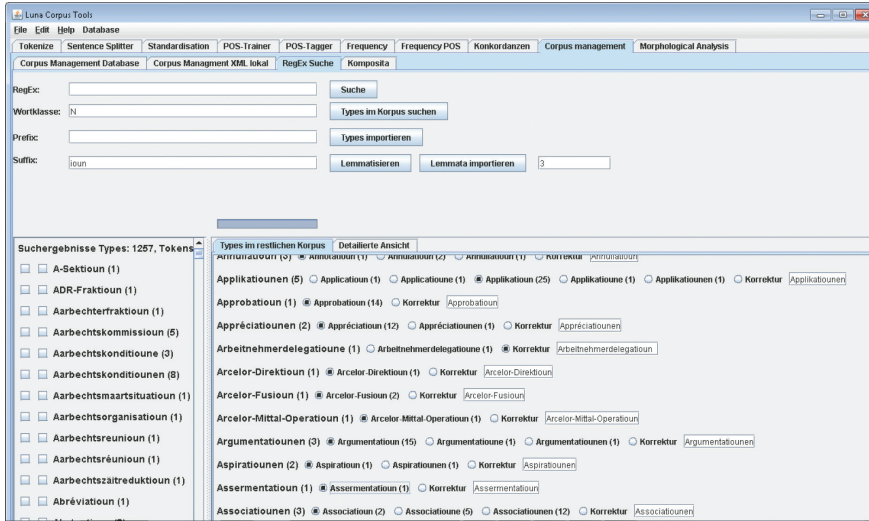 Luna Corpus Tools
File Edit Help Database
Tokenize Sentence Splitter Standardisation POS-Trainer POS-Tagger Frequency Frequency POS Konkordanzen Corpus management Morphological Analysis
Corpus Management Database Corpus Managment XML lokal RegEx Suche Komposita
RegEx: Suche
Wortklasse: N Types im Korpus suchen
Prefix: Types importieren
Suffix: ioun Lemmatisieren Lemmata importieren 3
Suchergebnisse Types: 1257, Tokens
A-Sektioun (1)
ADR-Fraktioun (1)
Aarbechterfraktioun (1)
Aarbechtskommissioun (5)
Aarbechtskonditioune (3)
Aarbechtskonditiounen (8)
Aarbechtsmaartsituatioun (1)
Aarbechtsorganisatioun (1)
Aarbechtsreunioun (1)
Aarbechtsréunioun (1)
Aarbechtszäitreduktioun (1)
Abréviatioun (1)
Types im restlichen Korpus Detailierte Ansicht
Annulatioun (1) Korrektur
Applikatiounen (5) Applicatioun (1) Applicatioune (1) Applikatioun (25) Applikatioune (1) Applikatiounen (1) Korrektur Applikatiounen
Approbatioun (1) Approbatioun (14) Korrektur Approbatioun
Appréciatiounen (2) Appréciatioun (12) Appréciatiounen (1) Korrektur Appréciatiounen
Arbeitnehmerdelegatioune (1) Arbeitnehmerdelegatioune (1) Korrektur Arbeitnehmerdelegatioun
Arcelor-Direktioun (1) Arcelor-Direktioun (1) Korrektur Arcelor-Direktioun
Arcelor-Fusioun (1) Arcelor-Fusioun (2) Korrektur Arcelor-Fusioun
Arcelor-Mittal-Operatioun (1) Arcelor-Mittal-Operatioun (1) Korrektur Arcelor-Mittal-Operatioun
Argumentatiounen (3) Argumentatioun (15) Argumentatioune (1) Argumentatiounen (1) Korrektur Argumentatiounen
Aspiratiounen (2) Aspiratioun (1) Aspiratiounen (1) Korrektur Aspiratiounen
Assermentatioun (1) Assermentatioun (1) Korrektur Assermentatioun
Associatiounen (3) Associatioun (2) Associatioune (5) Associatiounen (12) Korrektur Associatiounen